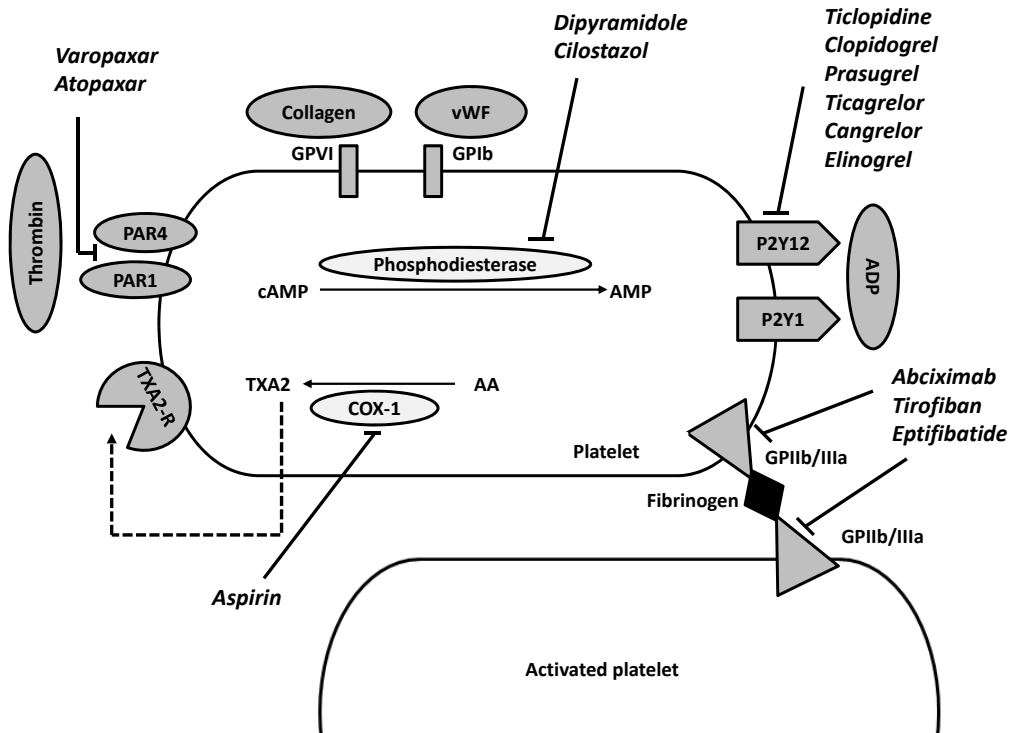 Varopaxar
Atopaxar
Dipyramidole
Cilostazol
Ticlopidine
Clopidogrel
Prasugrel
Ticagrelor
Cangrelor
Elinogrel
Collagen
vWF
GPVI
GPIb
Thrombin
PAR4
PAR1
Phosphodiesterase
cAMP
AMP
P2Y12
P2Y1
ADP
TXA2-R
TXA2
AA
COX-1
Abciximab
Tirofiban
Eptifibatide
Platelet
GPIIb/IIIa
Fibrinogen
GPIIb/IIIa
Aspirin
Activated platelet